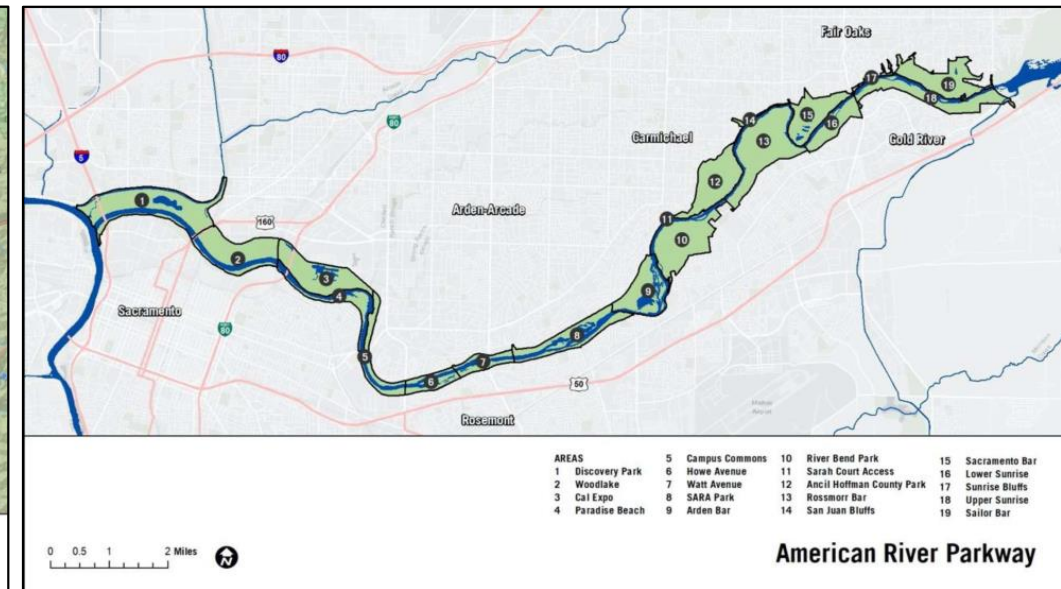 Fair Oaks
80
17
19
18
15
16
Gold River
14
Carmichael
80
13
5
12
1
Arden-Arcade
160
11
10
2
3
9
4
Sacramento
80
8
5
7
6
50
Rosemont
AREAS
1 Discovery Park
2 Woodlake
3 Cal Expo
4 Paradise Beach
5 Campus Commons
6 Howe Avenue
7 Watt Avenue
8 SARA Park
9 Arden Bar
10 River Bend Park
11 Sarah Court Access
12 Ancil Hoffman County Park
13 Rossmorr Bar
14 San Juan Bluffs
15 Sacramento Bar
16 Lower Sunrise
17 Sunrise Bluffs
18 Upper Sunrise
19 Sailor Bar
0 0.5 1 2 Miles
N
American River Parkway